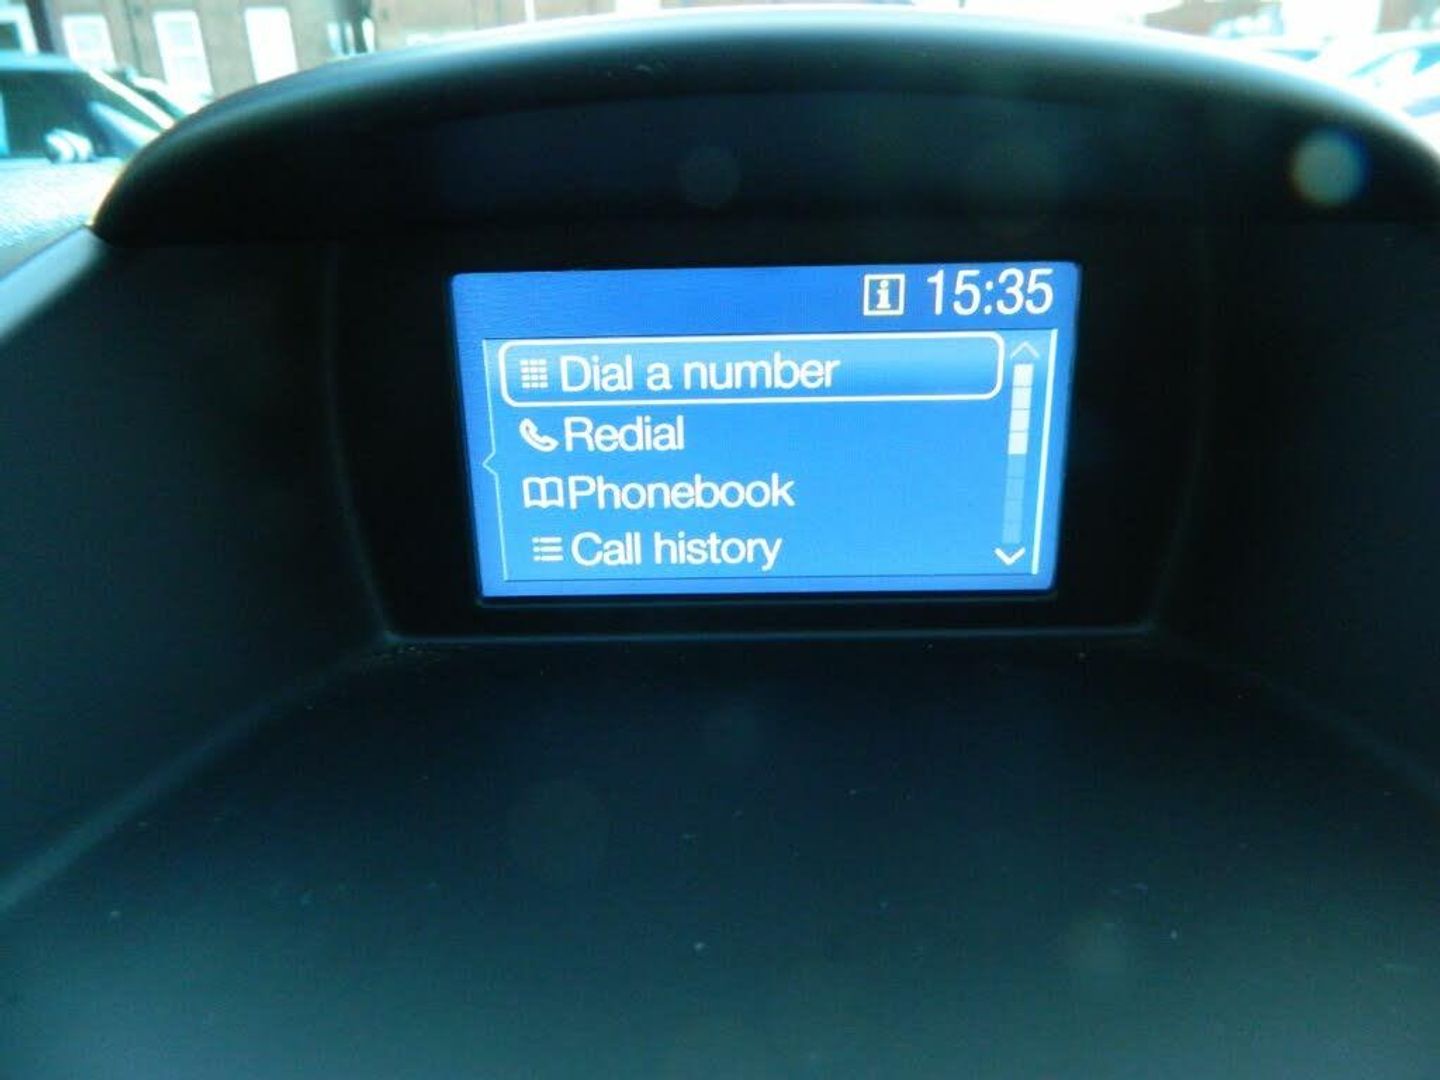 i 15:35
Dial a number
Redial
Phonebook
Call history